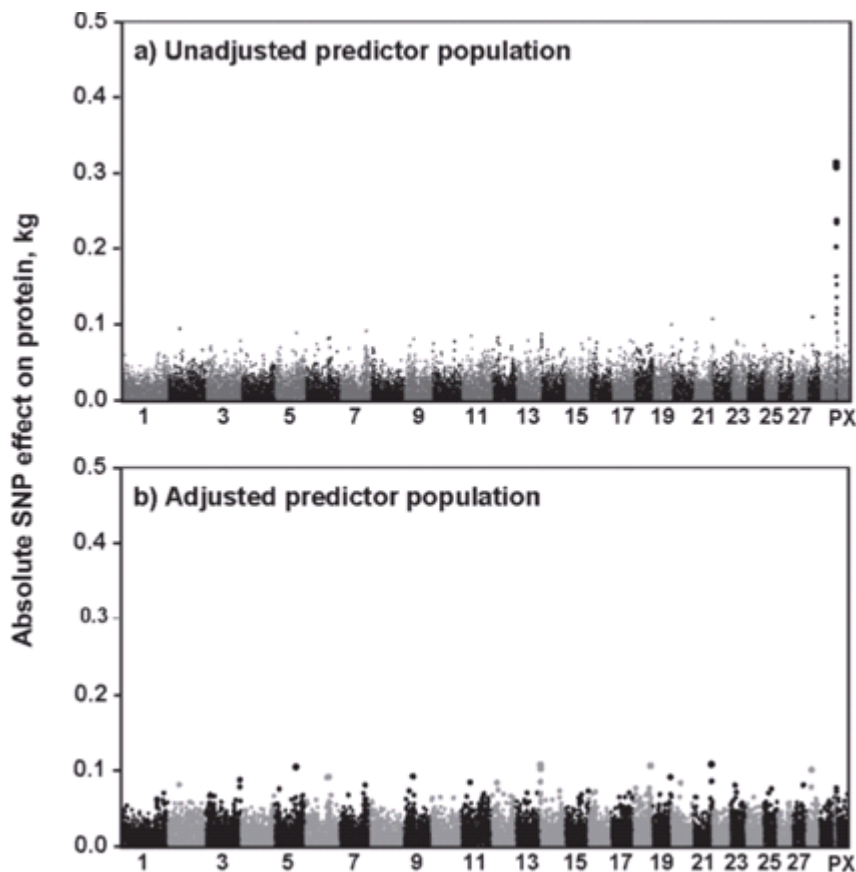 Absolute SNP effect on protein, kg
a) Unadjusted predictor population
0.5
0.4
0.3
0.2
0.1
0.0
1 3 5 7 9 11 13 15 17 19 21 23 25 27 PX
b) Adjusted predictor population
0.5
0.4
0.3
0.2
0.1
0.0
1 3 5 7 9 11 13 15 17 19 21 23 25 27 PX